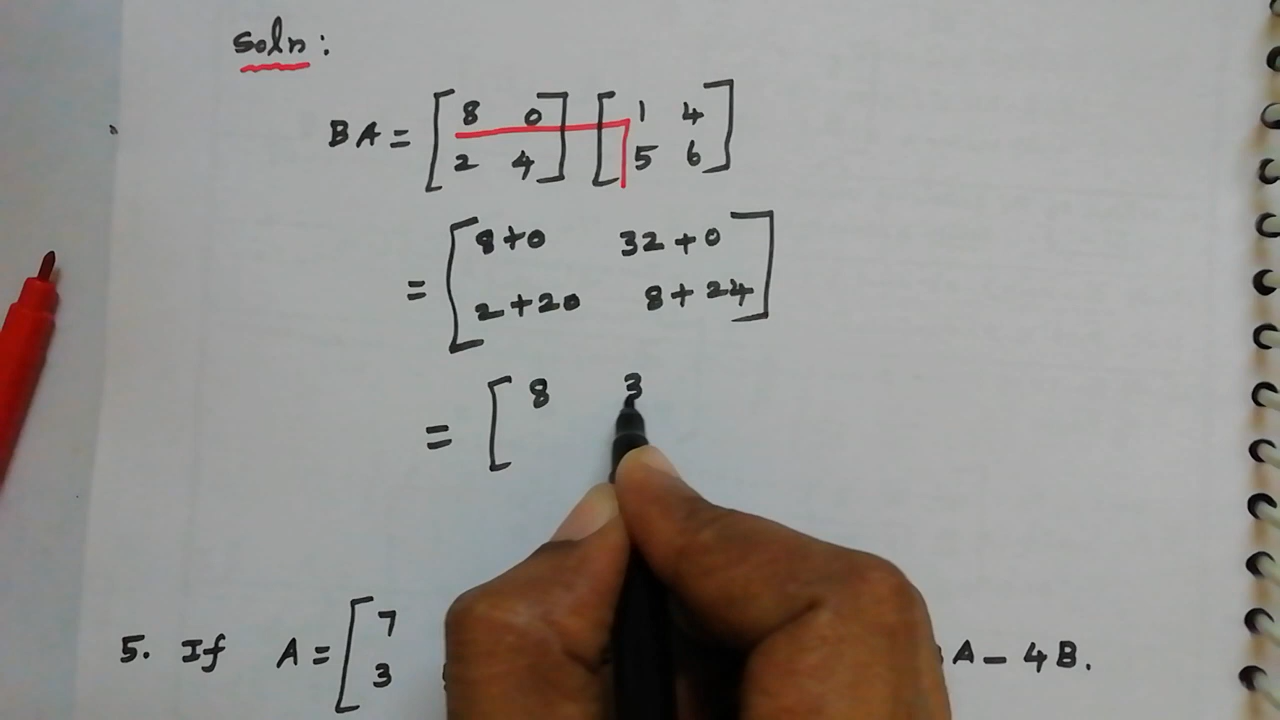 Soln:
BA = [8 0 2 4] [1 4 5 6]
= [8+0 32+0 2+20 8+24]
= [8 3
5. If A = [7 3 A - 4B.